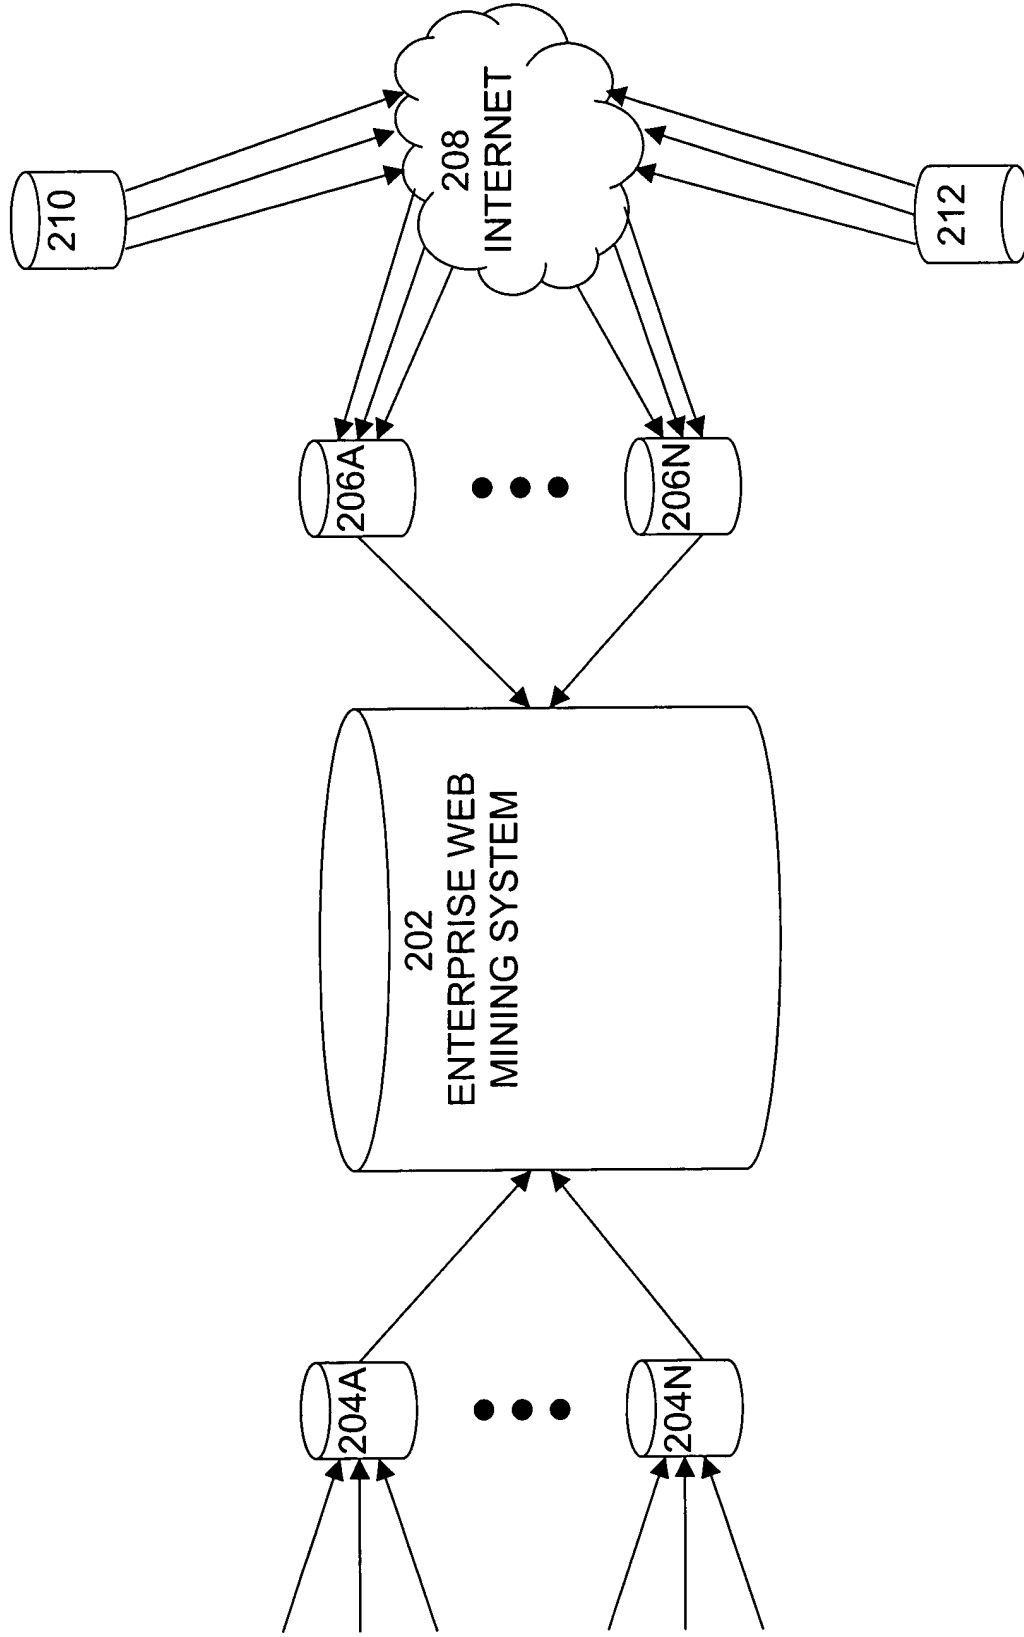 210
208
INTERNET
212
206A
206N
202
ENTERPRISE WEB
MINING SYSTEM
204A
204N